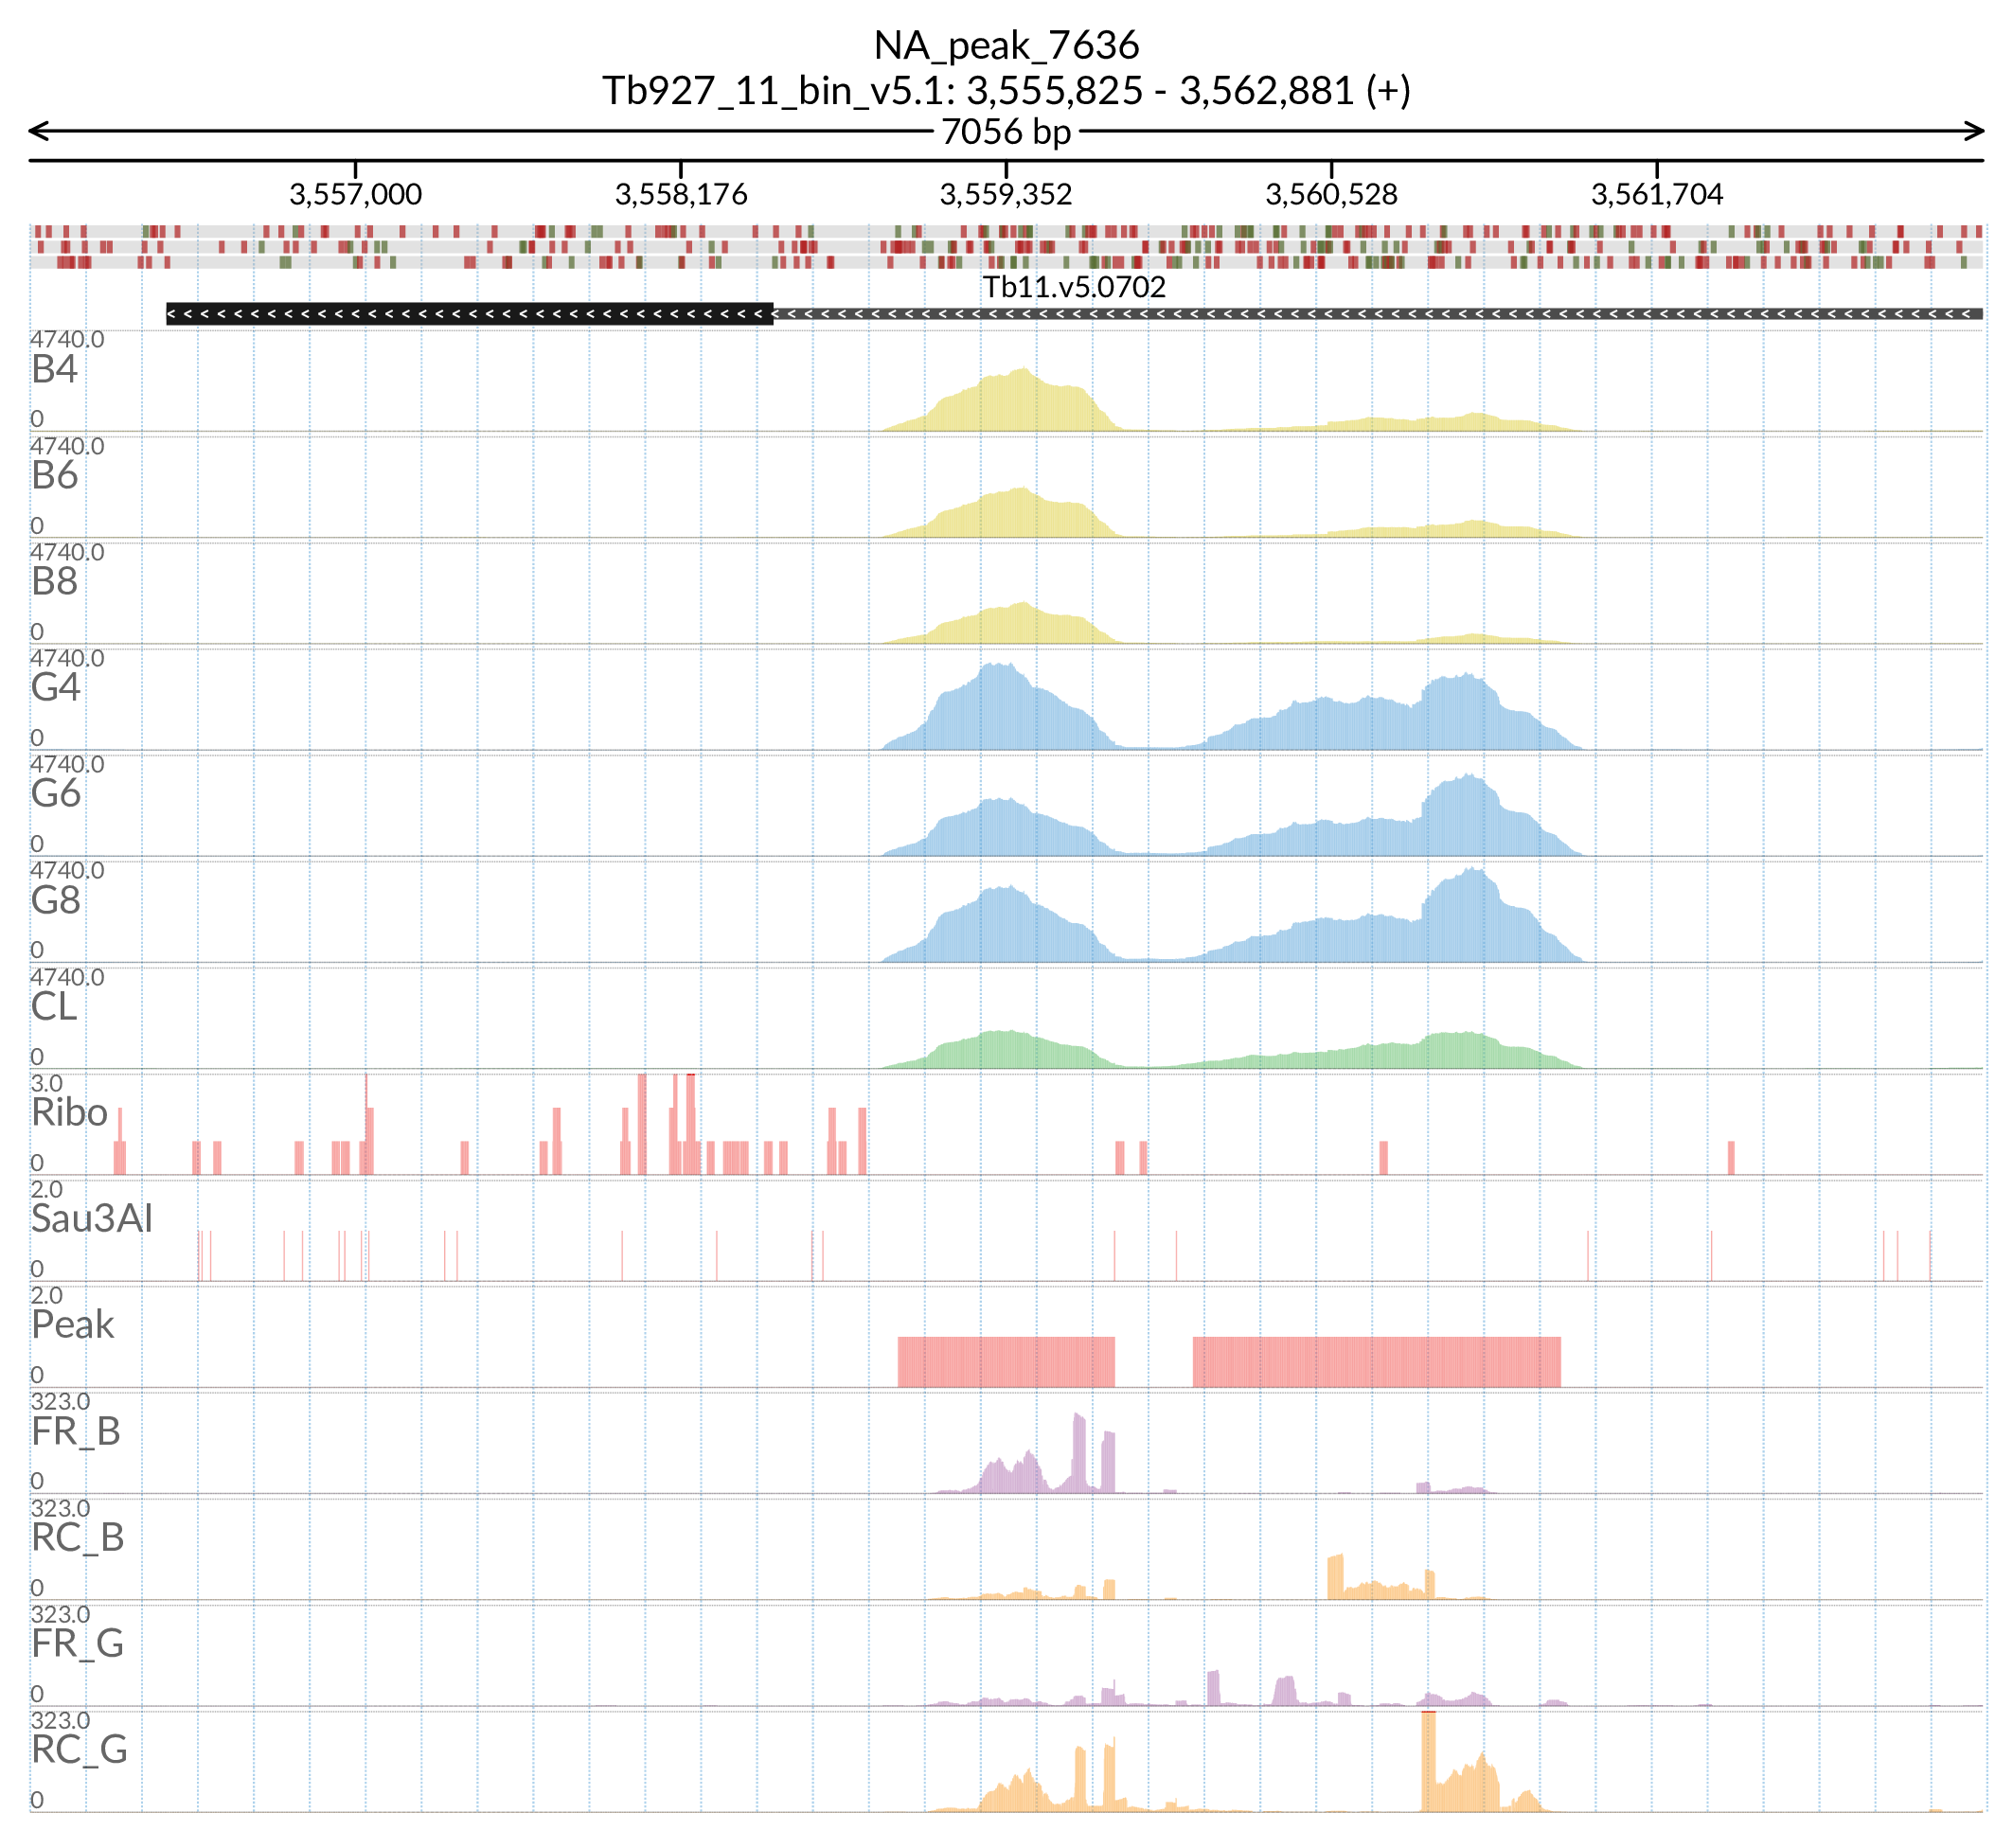 NA_peak_7636
Tb927_11_bin_v5.1: 3,555,825 - 3,562,881 (+)
7056 bp
3,557,000 3,558,176 3,559,352 3,560,528 3,561,704
Tb11.v5.0702
4740.0
B4
0
4740.0
B6
0
4740.0
B8
0
4740.0
G4
0
4740.0
G6
0
4740.0
G8
0
4740.0
CL
0
3.0
Ribo
0
2.0
Sau3AI
0
2.0
Peak
0
323.0
FR_B
0
323.0
RC_B
0
323.0
FR_G
0
323.0
RC_G
0